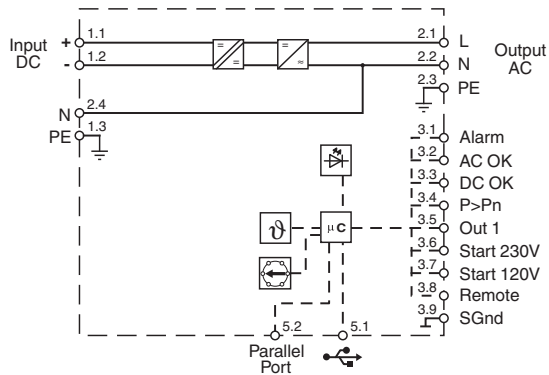 Input DC
+ 1.1
- 1.2
N 2.4
PE 1.3
= =
= ≈
2.1 L
2.2 N
2.3 PE
Output AC
3.1 Alarm
3.2 AC OK
3.3 DC OK
3.4 P>Pn
3.5 Out 1
3.6 Start 230V
3.7 Start 120V
3.8 Remote
3.9 SGnd
ϑ
µC
5.2
Parallel Port
5.1